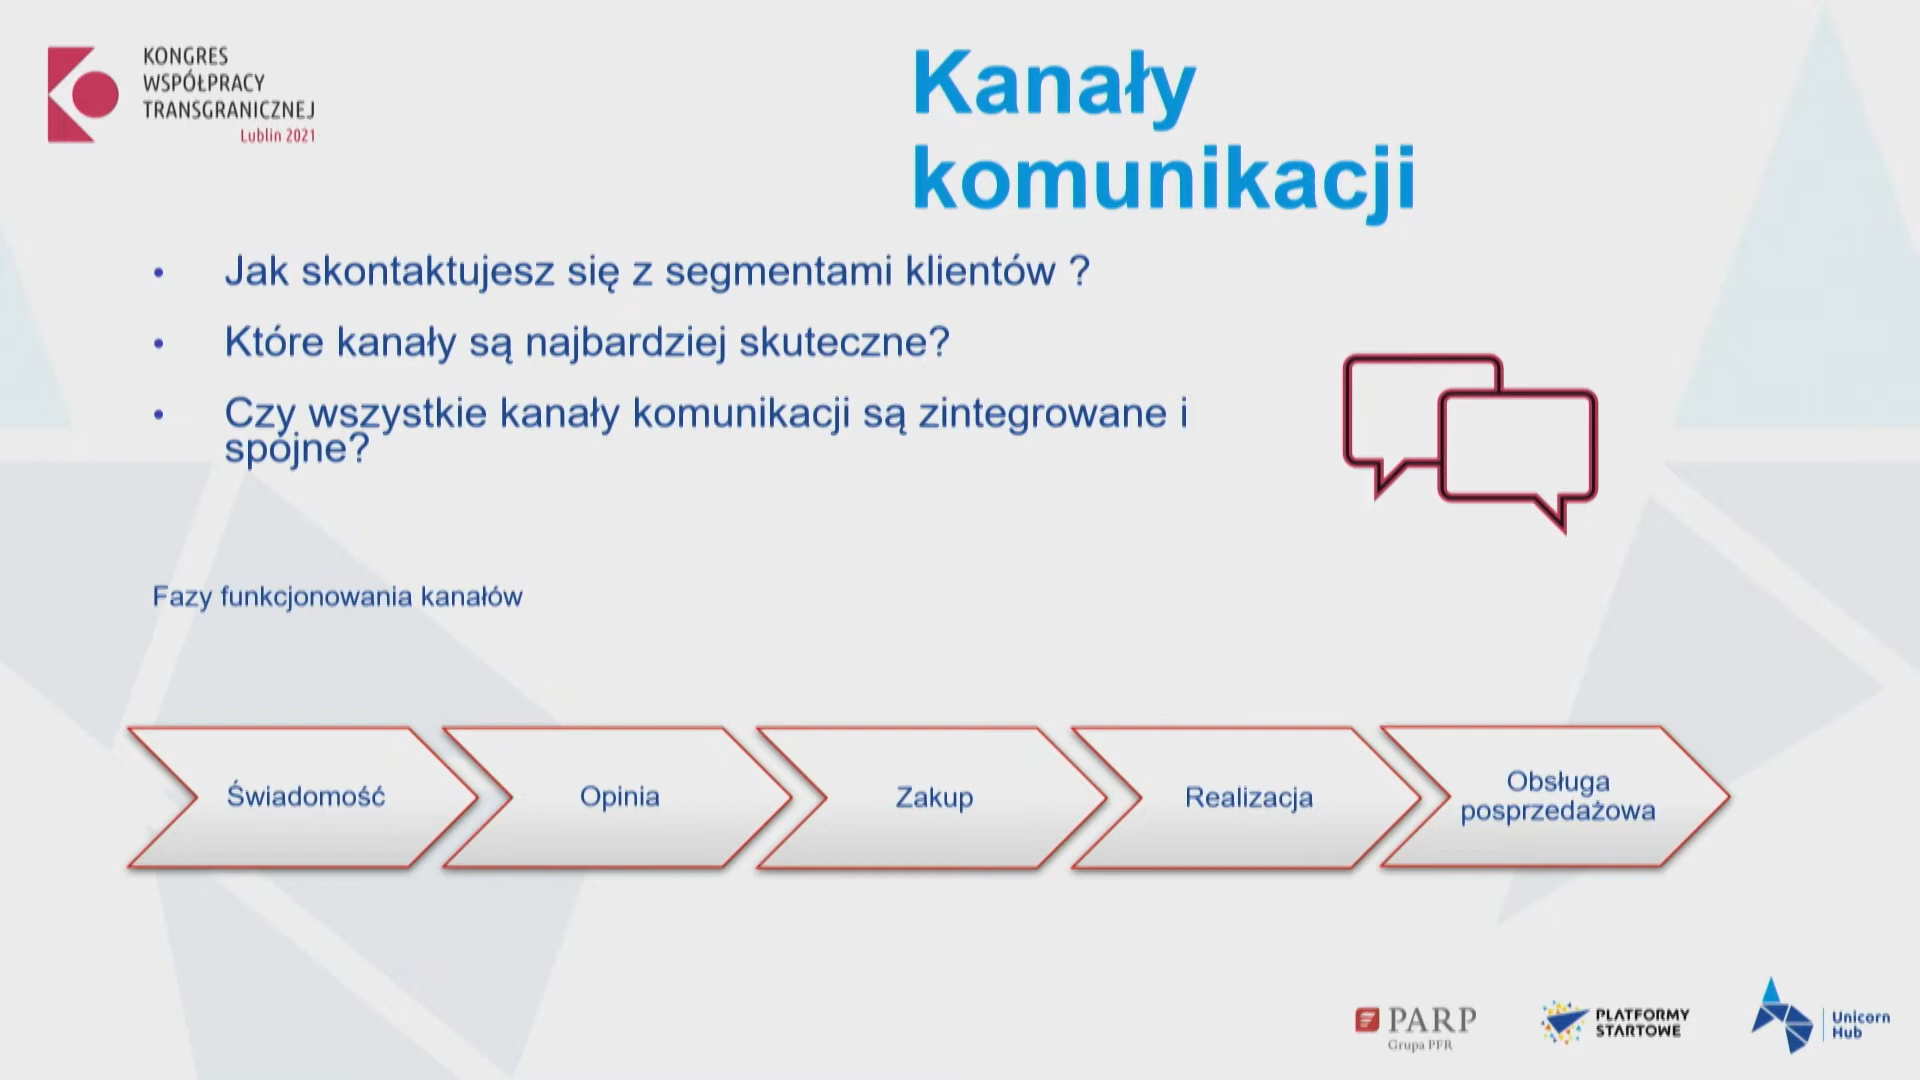 KONGRES
WSPÓŁPRACY
TRANSGRANICZNEJ
Lublin 2021
Kanały
komunikacji
• Jak skontaktujesz się z segmentami klientów ?
• Które kanały są najbardziej skuteczne?
• Czy wszystkie kanały komunikacji są zintegrowane i
spójne?
Fazy funkcjonowania kanałów
Świadomość
Opinia
Zakup
Realizacja
Obsługa
posprzedażowa
PARP
Grupa PFR
PLATFORMY
STARTOWE
Unicorn
Hub